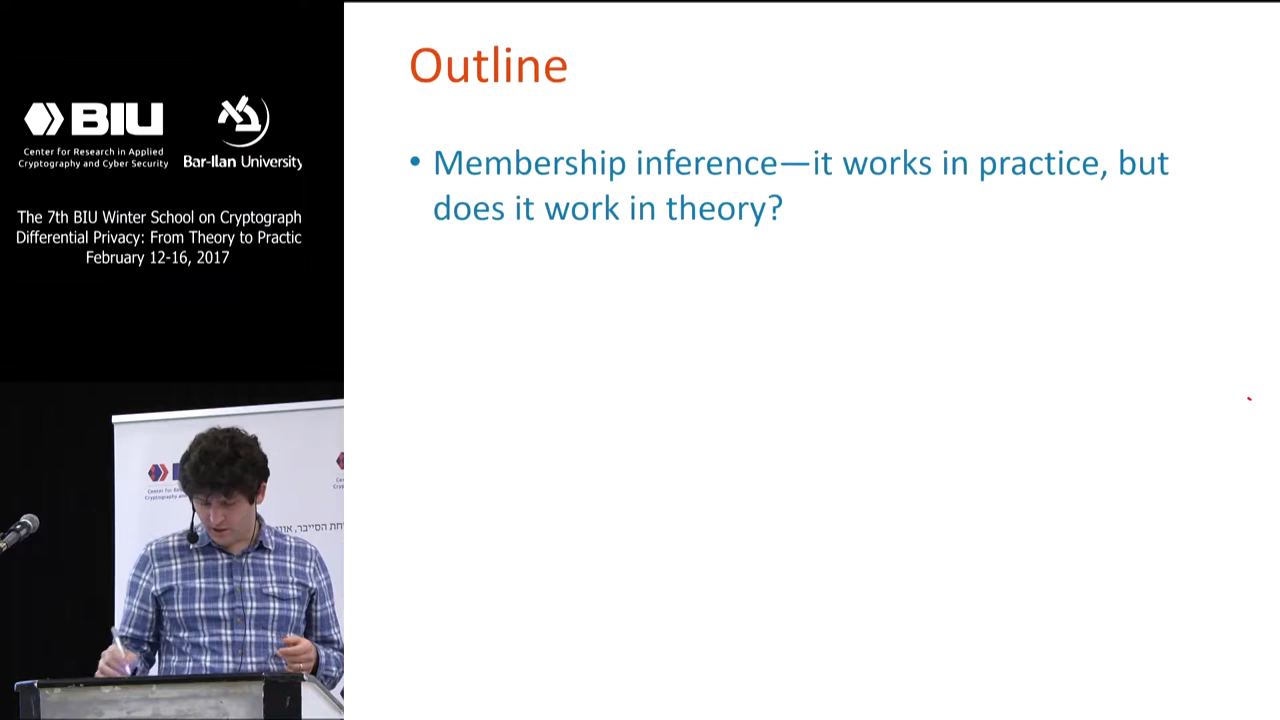 BIU
Center for Research in Applied
Cryptography and Cyber Security
Bar-Ilan University
The 7th BIU Winter School on Cryptograph
Differential Privacy: From Theory to Practic
February 12-16, 2017
Outline
• Membership inference—it works in practice, but
does it work in theory?